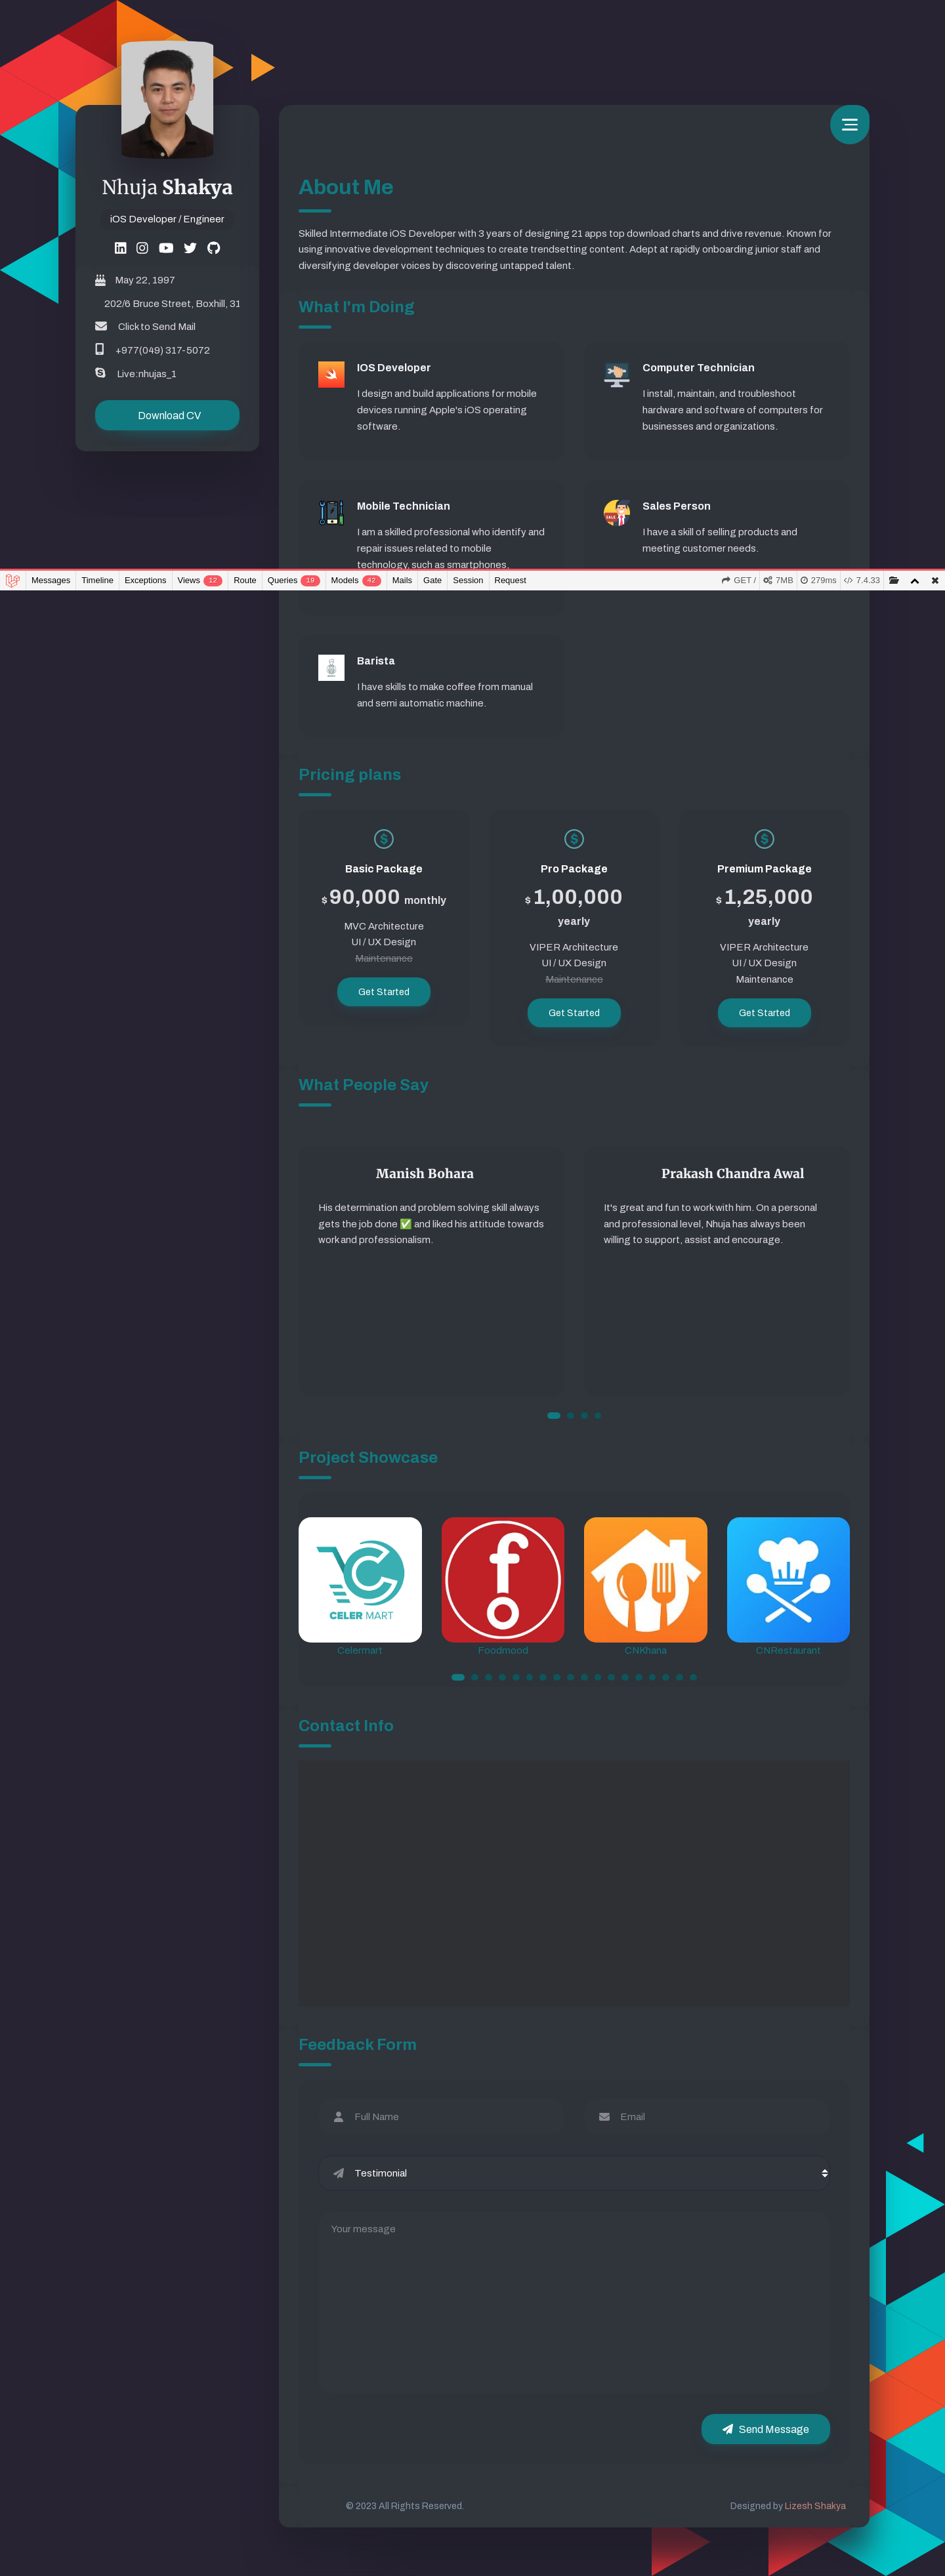 Nhuja Shakya
iOS Developer / Engineer
May 22, 1997
202/6 Bruce Street, Boxhill, 31
Click to Send Mail
+977(049) 317-5072
Live:nhujas_1
Download CV
About Me
Skilled Intermediate iOS Developer with 3 years of designing 21 apps top download charts and drive revenue. Known for
using innovative development techniques to create trendsetting content. Adept at rapidly onboarding junior staff and
diversifying developer voices by discovering untapped talent.
What I'm Doing
IOS Developer
I design and build applications for mobile
devices running Apple's iOS operating
software.
Computer Technician
I install, maintain, and troubleshoot
hardware and software of computers for
businesses and organizations.
Mobile Technician
I am a skilled professional who identify and
repair issues related to mobile
technology, such as smartphones,
Sales Person
I have a skill of selling products and
meeting customer needs.
SALE
Messages Timeline Exceptions Views 12 Route Queries 19 Models 42 Mails Gate Session Request GET / 7MB 279ms 7.4.33
Barista
I have skills to make coffee from manual
and semi automatic machine.
Pricing plans
Basic Package
$ 90,000 monthly
MVC Architecture
UI / UX Design
Maintenance
Get Started
Pro Package
$ 1,00,000
yearly
VIPER Architecture
UI / UX Design
Maintenance
Get Started
Premium Package
$ 1,25,000
yearly
VIPER Architecture
UI / UX Design
Maintenance
Get Started
What People Say
Manish Bohara
His determination and problem solving skill always
gets the job done ✅ and liked his attitude towards
work and professionalism.
Prakash Chandra Awal
It's great and fun to work with him. On a personal
and professional level, Nhuja has always been
willing to support, assist and encourage.
Project Showcase
CELER MART
Celermart
Foodmood
CNKhana
CNRestaurant
Contact Info
Feedback Form
Full Name
Email
Testimonial
Your message
Send Message
© 2023 All Rights Reserved.
Designed by Lizesh Shakya